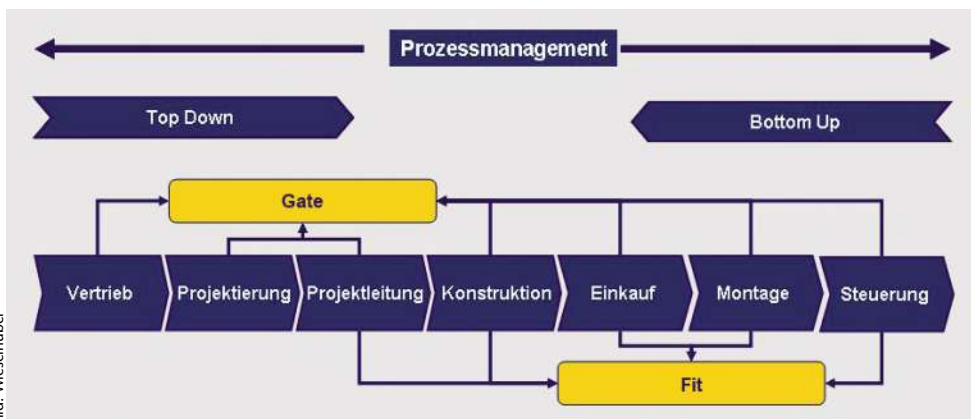 Prozessmanagement
Top Down
Bottom Up
Gate
Vertrieb
Projektierung
Projektleitung
Konstruktion
Einkauf
Montage
Steuerung
Fit